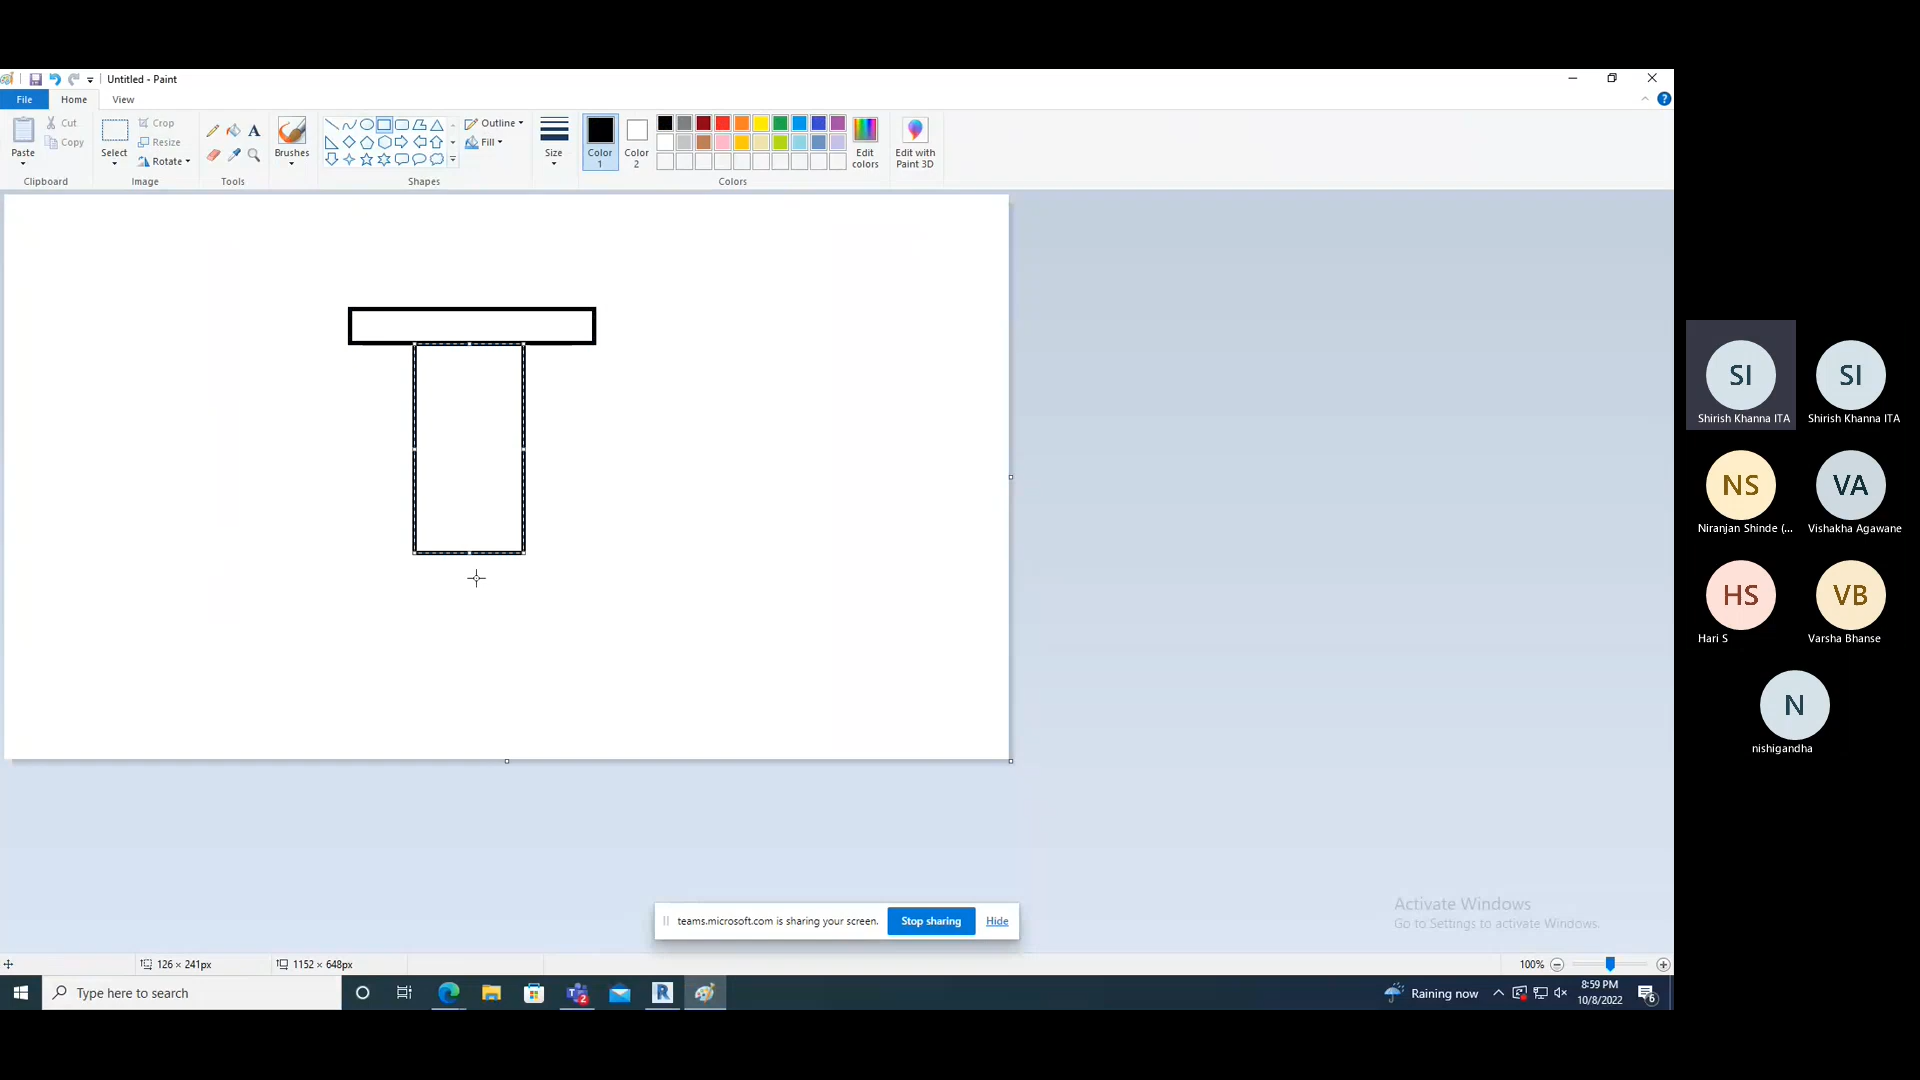 Untitled - Paint
File Home View
Paste
Cut
Copy
Clipboard
Select
Crop
Resize
Rotate
Image
A
Tools
Brushes
Shapes
Outline
Fill
Size
Color 1
Color 2
Edit colors
Colors
Edit with Paint 3D
SI
Shirish Khanna ITA
SI
Shirish Khanna ITA
NS
Niranjan Shinde (...
VA
Vishakha Agawane
HS
Hari S
VB
Varsha Bhanse
N
nishigandha
Activate Windows
Go to Settings to activate Windows.
teams.microsoft.com is sharing your screen. Stop sharing Hide
126 × 241px 1152 × 648px 100%
Type here to search
2
R
Raining now
8:59 PM
10/8/2022
6